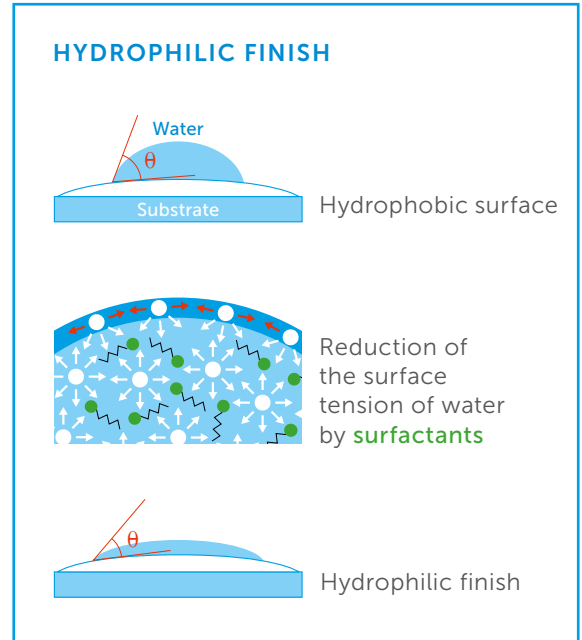 HYDROPHILIC FINISH
Water
θ
Substrate
Hydrophobic surface
Reduction of
the surface
tension of water
by surfactants
θ
Hydrophilic finish